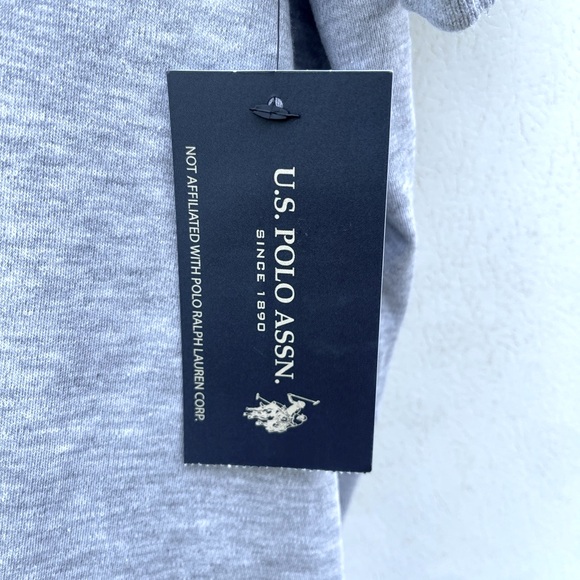 U.S. POLO ASSN.
SINCE 1890
NOT AFFILIATED WITH POLO RALPH LAUREN CORP.